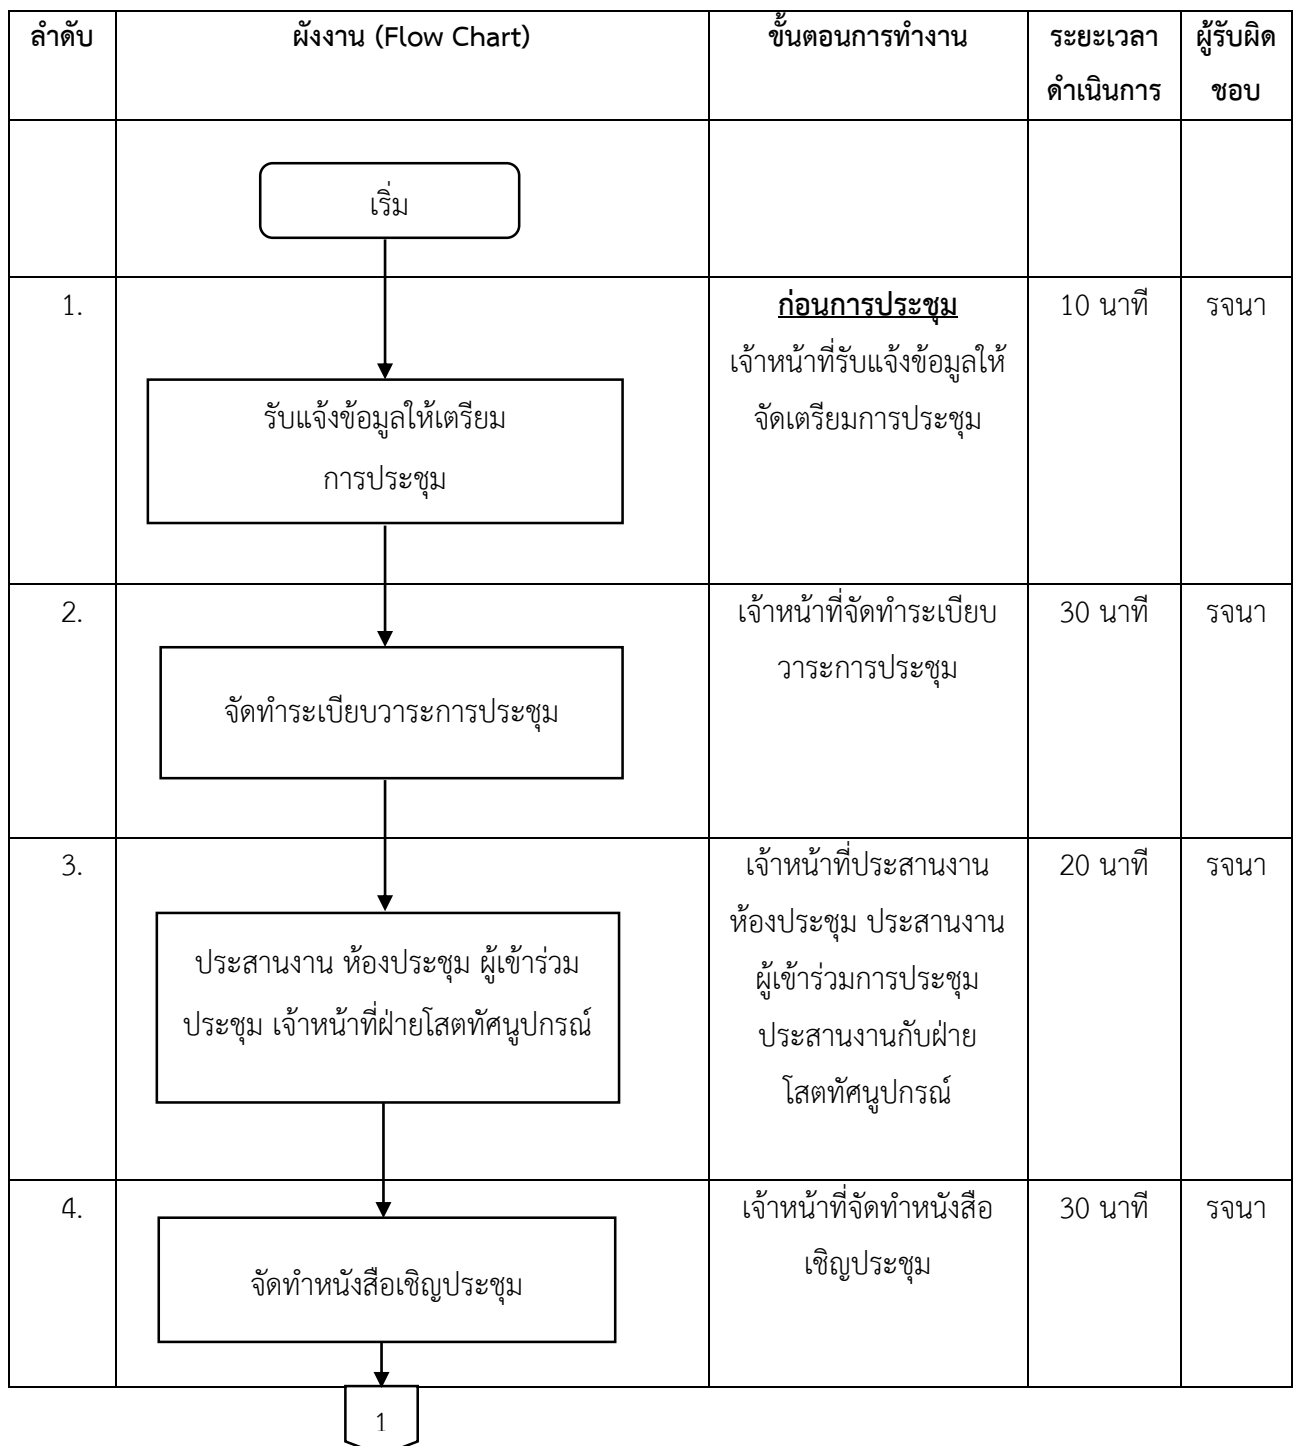 ลำดับ
ผังงาน (Flow Chart)
ขั้นตอนการทำงาน
ระยะเวลา
ดำเนินการ
ผู้รับผิด
ชอบ
เริ่ม
1.
รับแจ้งข้อมูลให้เตรียม
การประชุม
ก่อนการประชุม
เจ้าหน้าที่รับแจ้งข้อมูลให้
จัดเตรียมการประชุม
10 นาที
รจนา
2.
จัดทำระเบียบวาระการประชุม
เจ้าหน้าที่จัดทำระเบียบ
วาระการประชุม
30 นาที
รจนา
3.
ประสานงาน ห้องประชุม ผู้เข้าร่วม
ประชุม เจ้าหน้าที่ฝ่ายโสตทัศนูปกรณ์
เจ้าหน้าที่ประสานงาน
ห้องประชุม ประสานงาน
ผู้เข้าร่วมการประชุม
ประสานงานกับฝ่าย
โสตทัศนูปกรณ์
20 นาที
รจนา
4.
จัดทำหนังสือเชิญประชุม
เจ้าหน้าที่จัดทำหนังสือ
เชิญประชุม
30 นาที
รจนา
1